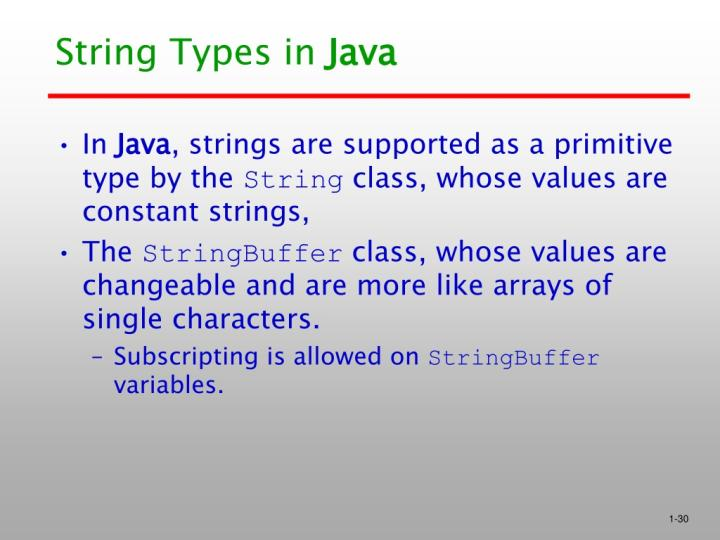 String Types in Java
• In Java, strings are supported as a primitive
type by the String class, whose values are
constant strings,
• The StringBuffer class, whose values are
changeable and are more like arrays of
single characters.
– Subscripting is allowed on StringBuffer
variables.
1-30